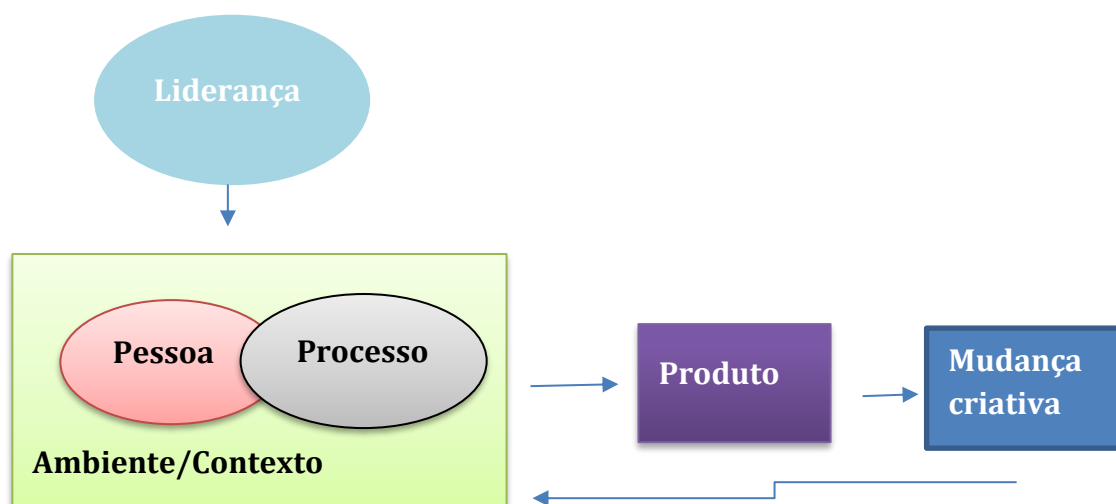 Liderança
Pessoa
Processo
Ambiente/Contexto
Produto
Mudança
criativa